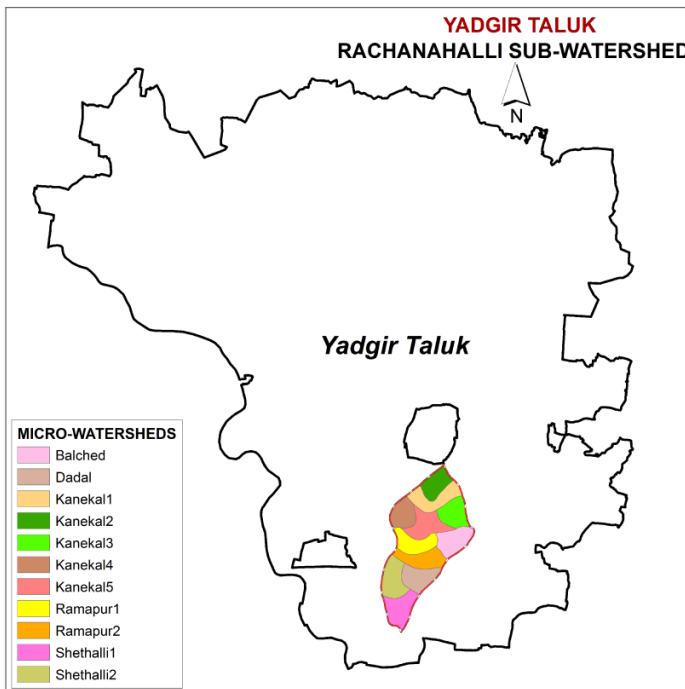 YADGIR TALUK
RACHANAHALLI SUB-WATERSHED
N
Yadgir Taluk
MICRO-WATERSHEDS
Balched
Dadal
Kanekal1
Kanekal2
Kanekal3
Kanekal4
Kanekal5
Ramapur1
Ramapur2
Shethalli1
Shethalli2